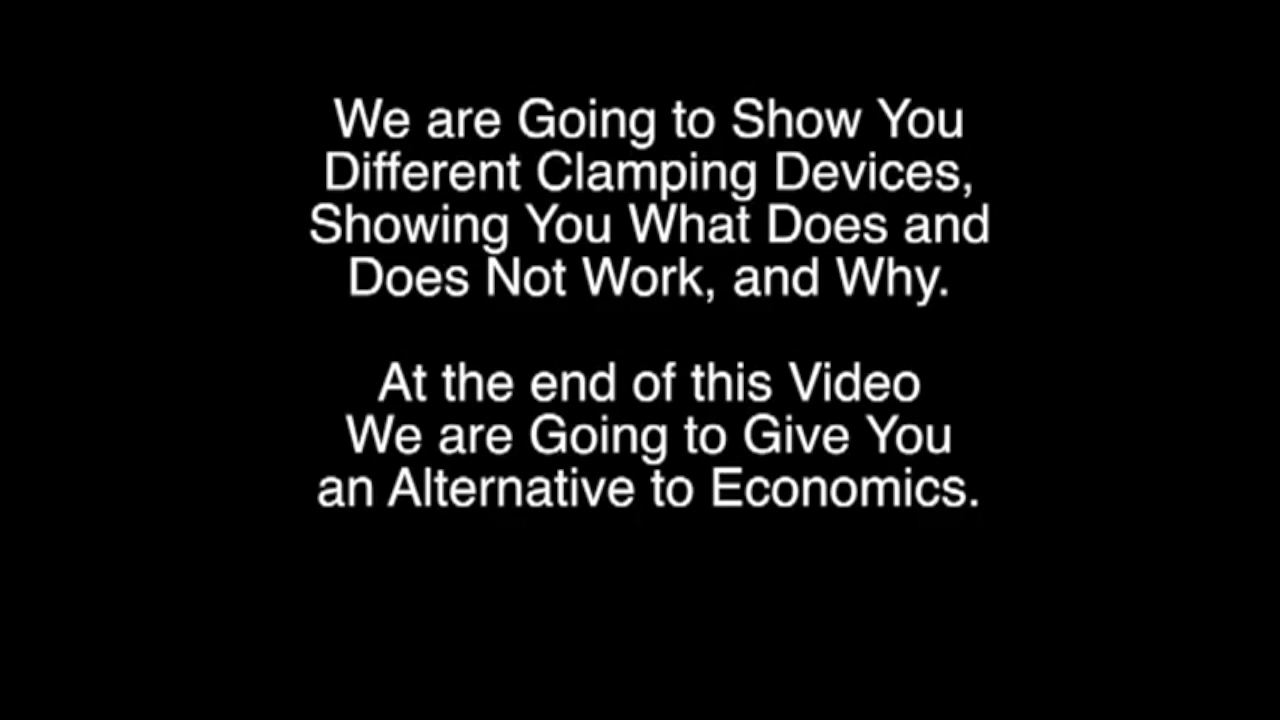 We are Going to Show You
Different Clamping Devices,
Showing You What Does and
Does Not Work, and Why.
At the end of this Video
We are Going to Give You
an Alternative to Economics.